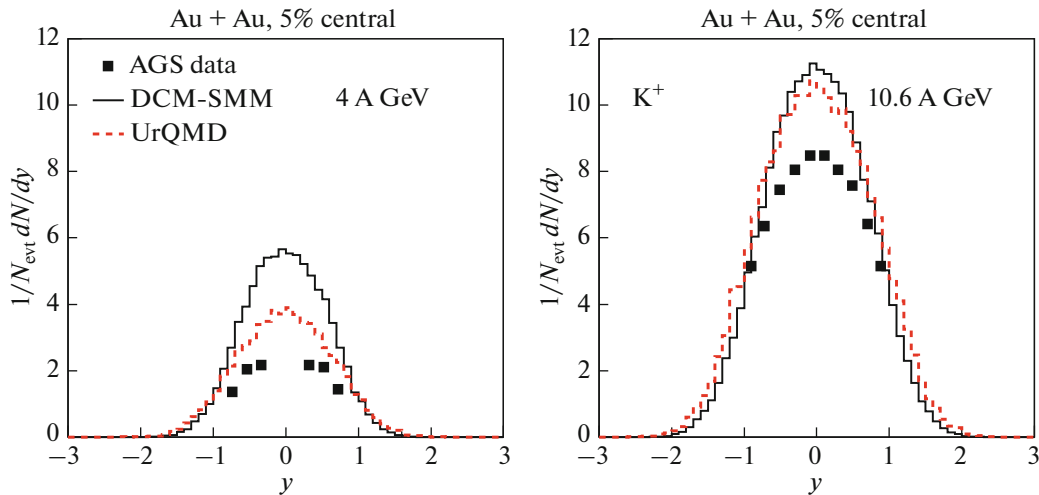 Au + Au, 5% central
12
AGS data
DCM-SMM
4 A GeV
UrQMD
10
8
6
4
2
0
1/N_evt dN/dy
−3 −2 −1 0 1 2 3
y
Au + Au, 5% central
12
K⁺
10.6 A GeV
10
8
6
4
2
0
1/N_evt dN/dy
−3 −2 −1 0 1 2 3
y